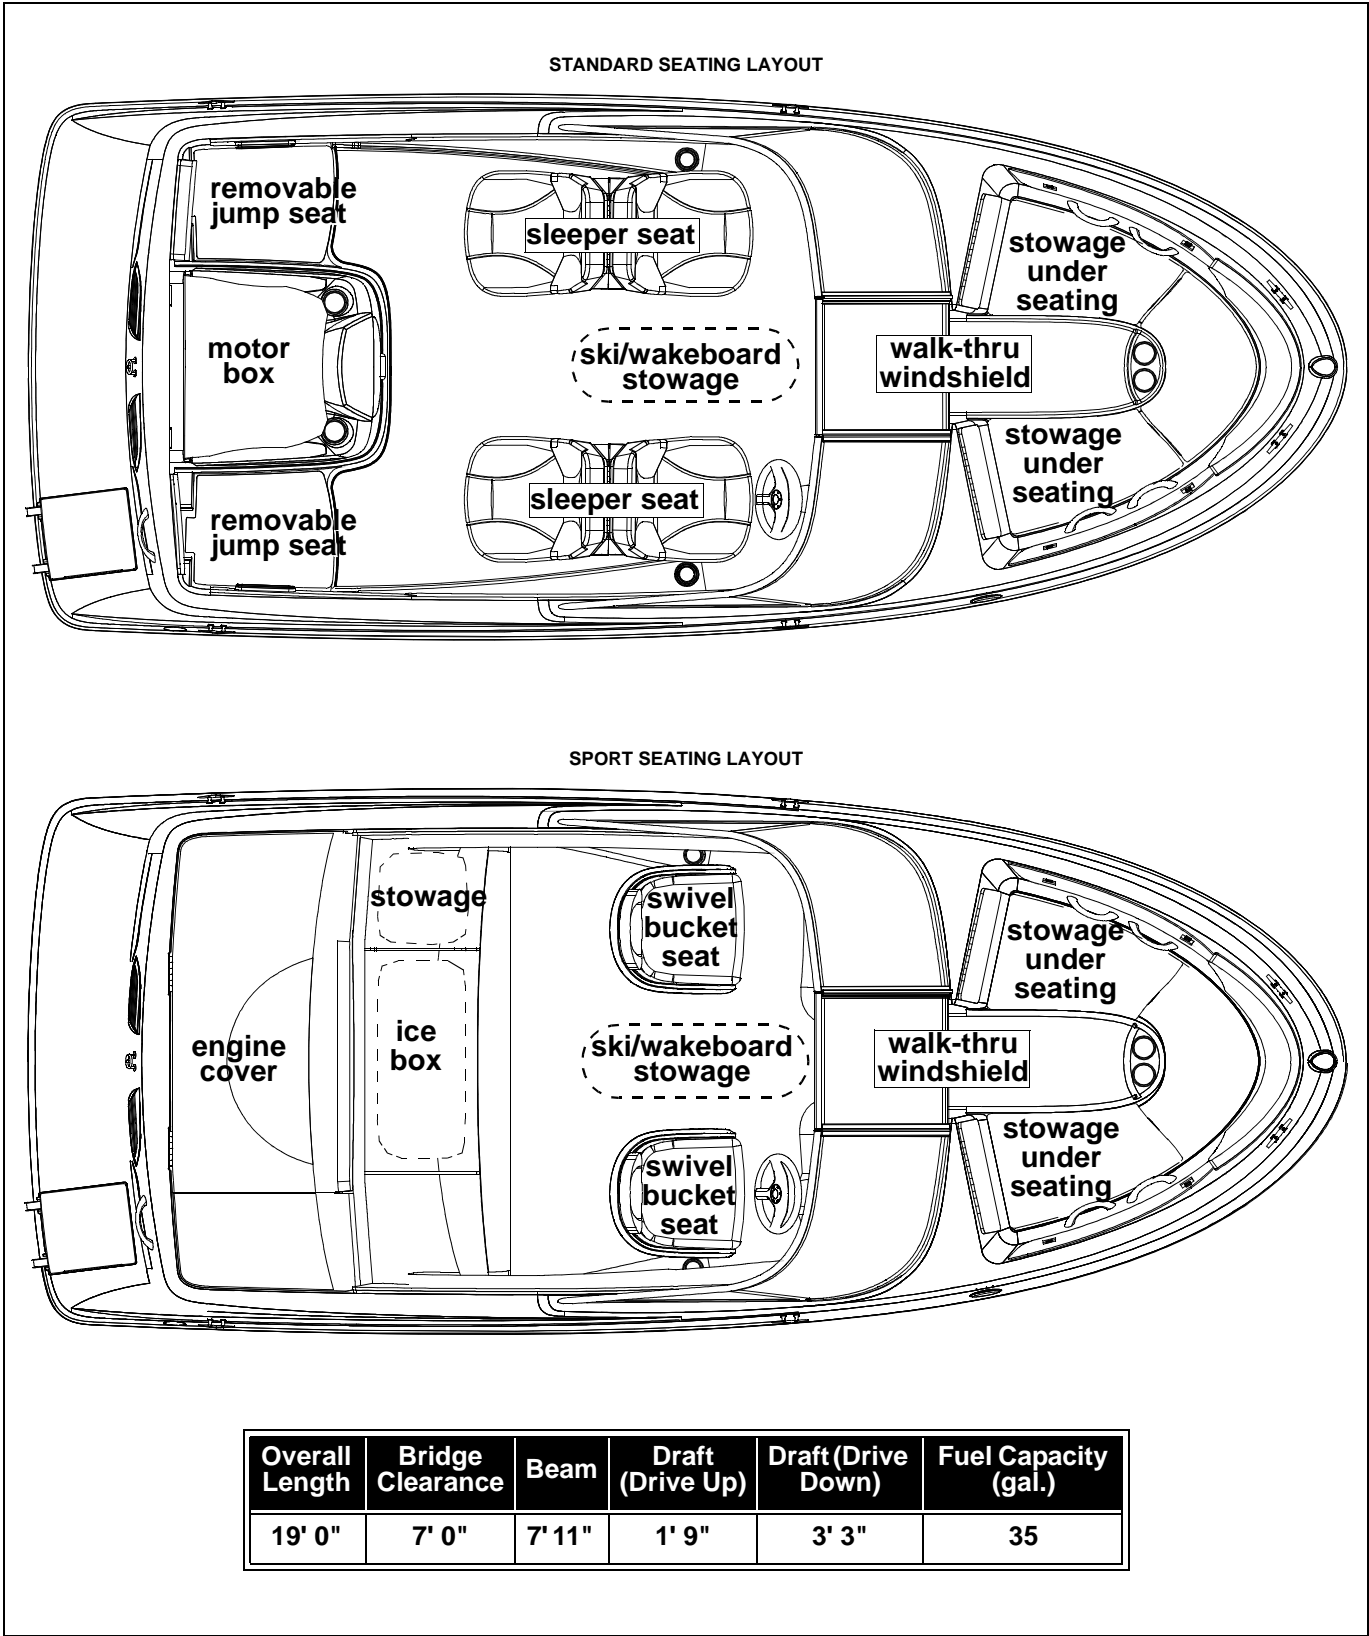 STANDARD SEATING LAYOUT
removable
jump seat
sleeper seat
stowage
under
seating
motor
box
ski/wakeboard
stowage
walk-thru
windshield
removable
jump seat
sleeper seat
stowage
under
seating
SPORT SEATING LAYOUT
stowage
swivel
bucket
seat
stowage
under
seating
engine
cover
ice
box
ski/wakeboard
stowage
walk-thru
windshield
swivel
bucket
seat
stowage
under
seating
Overall Length | Bridge Clearance | Beam | Draft (Drive Up) | Draft (Drive Down) | Fuel Capacity (gal.)
19' 0" | 7' 0" | 7' 11" | 1' 9" | 3' 3" | 35